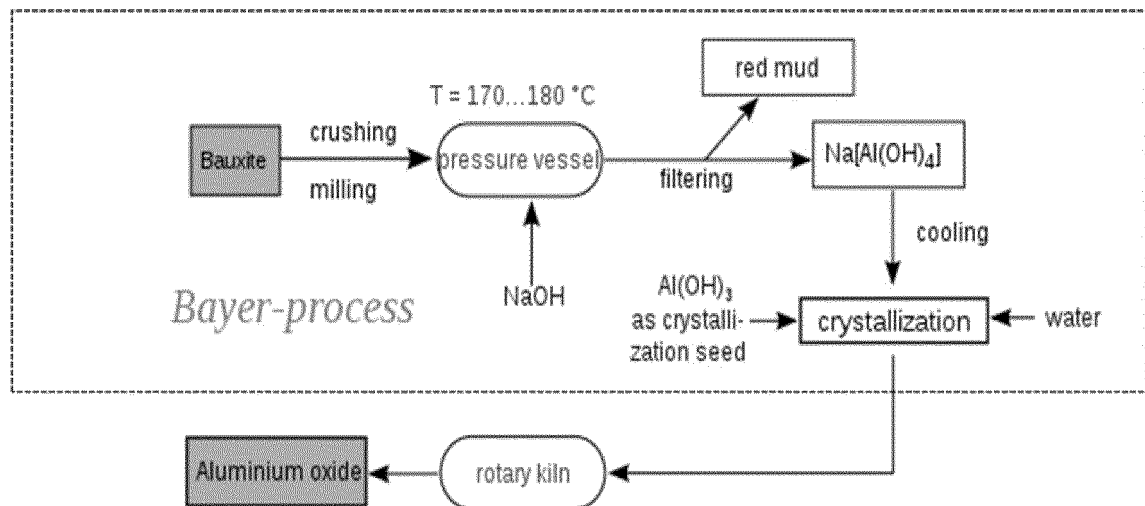 red mud
T = 170...180 °C
crushing
Bauxite
pressure vessel
milling
filtering
Na[Al(OH)₄]
cooling
Bayer-process
NaOH
Al(OH)₃
as crystalli-
zation seed
crystallization
water
Aluminium oxide
rotary kiln